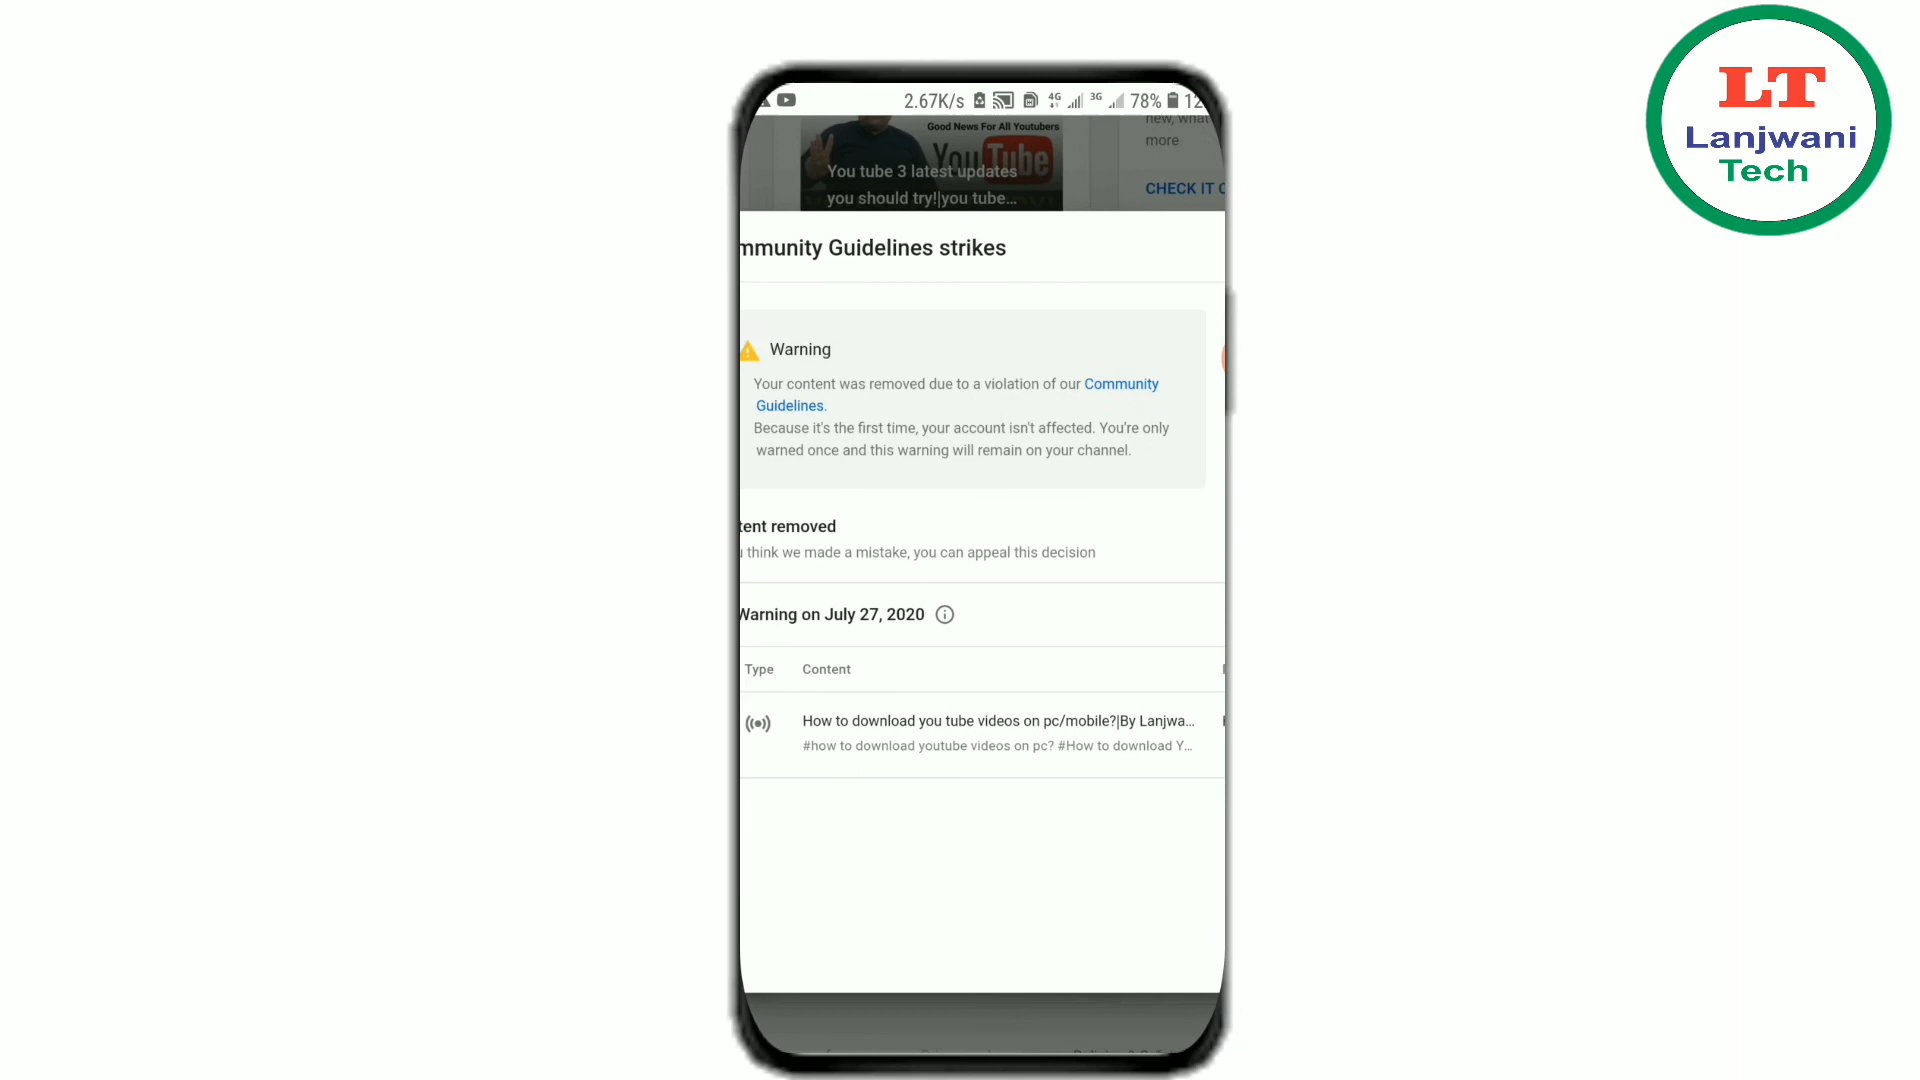 LT
Lanjwani
Tech
2.67K/s 4G 3G 78% 12
Good News For All Youtubers
YouTube
You tube 3 latest updates
you should try!|you tube...
new, what
more
CHECK IT
mmunity Guidelines strikes
Warning
Your content was removed due to a violation of our Community
Guidelines.
Because it's the first time, your account isn't affected. You're only
warned once and this warning will remain on your channel.
tent removed
think we made a mistake, you can appeal this decision
Warning on July 27, 2020
Type Content
How to download you tube videos on pc/mobile?|By Lanjwa...
#how to download youtube videos on pc? #How to download Y...